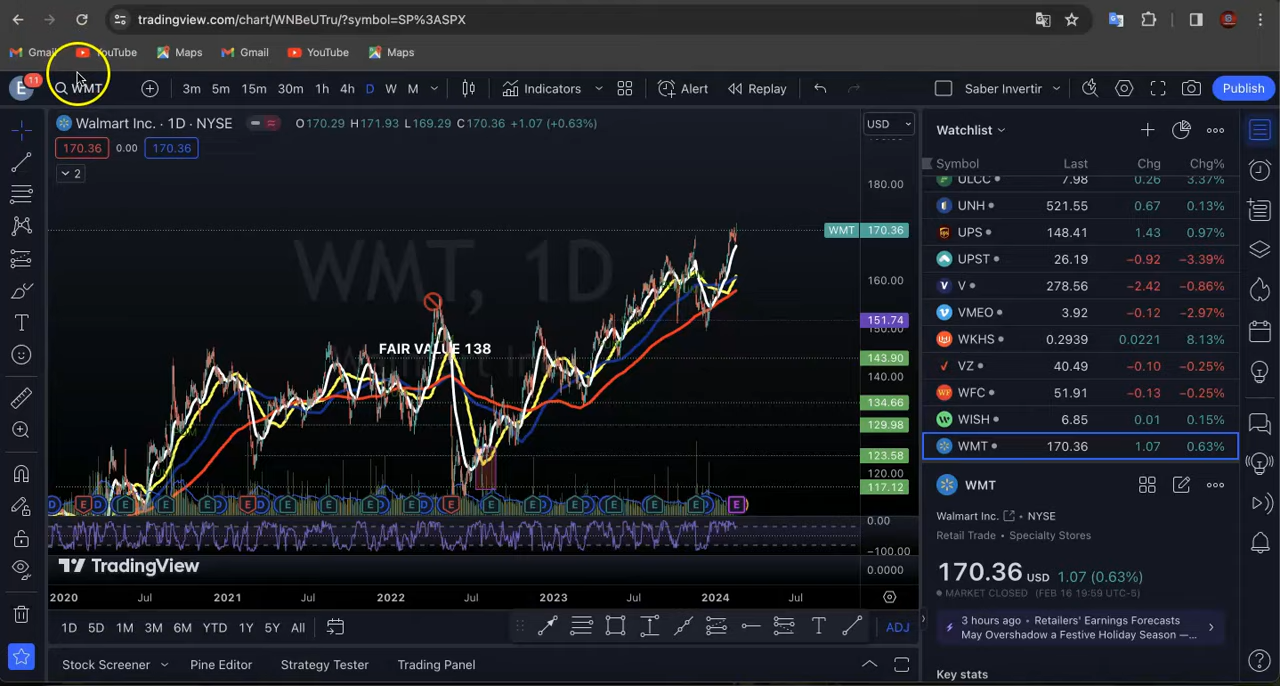 tradingview.com/chart/WNBeUTru/?symbol=SP%3ASPX
Gmail YouTube Maps Gmail YouTube Maps
E 11 WMT 3m 5m 15m 30m 1h 4h D W M Indicators Alert Replay Saber Invertir Publish
Walmart Inc. · 1D · NYSE O170.29 H171.93 L169.29 C170.36 +1.07 (+0.63%) USD
170.36 0.00 170.36
2
WMT, 1D
Walmart Inc.
FAIR VALUE 138
180.00
WMT 170.36
160.00
151.74
150.00
143.90
140.00
134.66
129.98
123.58
120.00
117.12
0.00
−100.00
0.0000
TradingView
2020 Jul 2021 Jul 2022 Jul 2023 Jul 2024 Jul
1D 5D 1M 3M 6M YTD 1Y 5Y All ADJ
Stock Screener Pine Editor Strategy Tester Trading Panel
Watchlist
Symbol Last Chg Chg%
ULCC 7.98 0.26 3.37%
UNH 521.55 0.67 0.13%
UPS 148.41 1.43 0.97%
UPST 26.19 −0.92 −3.39%
V 278.56 −2.42 −0.86%
VMEO 3.92 −0.12 −2.97%
WKHS 0.2939 0.0221 8.13%
VZ 40.49 −0.10 −0.25%
WFC 51.91 −0.13 −0.25%
WISH 6.85 0.01 0.15%
WMT 170.36 1.07 0.63%
WMT
Walmart Inc. • NYSE
Retail Trade • Specialty Stores
170.36 USD 1.07 (0.63%)
MARKET CLOSED (FEB 16 19:59 UTC-5)
3 hours ago • Retailers' Earnings Forecasts
May Overshadow a Festive Holiday Season —...
Key stats